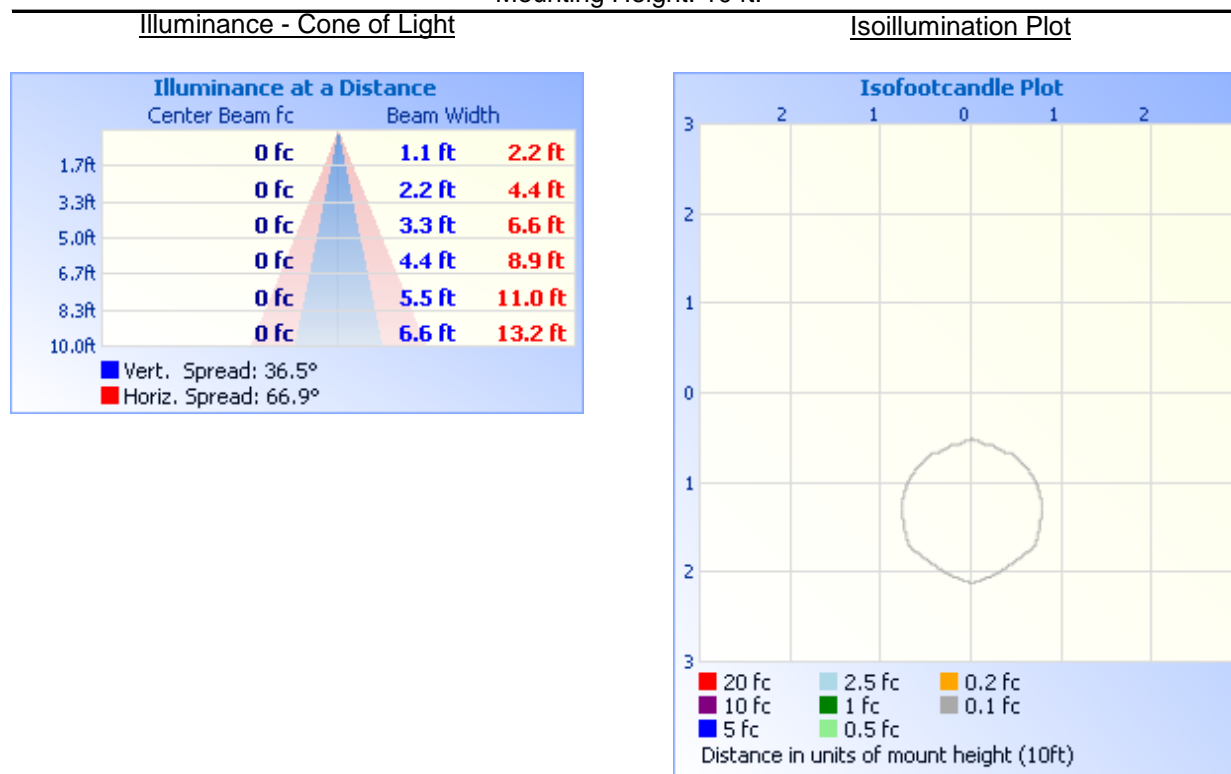 Illuminance - Cone of Light
Isoillumination Plot
Illuminance at a Distance
Center Beam fc Beam Width
1.7ft 0 fc 1.1 ft 2.2 ft
3.3ft 0 fc 2.2 ft 4.4 ft
5.0ft 0 fc 3.3 ft 6.6 ft
6.7ft 0 fc 4.4 ft 8.9 ft
8.3ft 0 fc 5.5 ft 11.0 ft
10.0ft 0 fc 6.6 ft 13.2 ft
Vert. Spread: 36.5º
Horiz. Spread: 66.9º
Isofootcandle Plot
2 1 0 1 2
3
2
1
0
1
2
3
20 fc 2.5 fc 0.2 fc
10 fc 1 fc 0.1 fc
5 fc 0.5 fc
Distance in units of mount height (10ft)